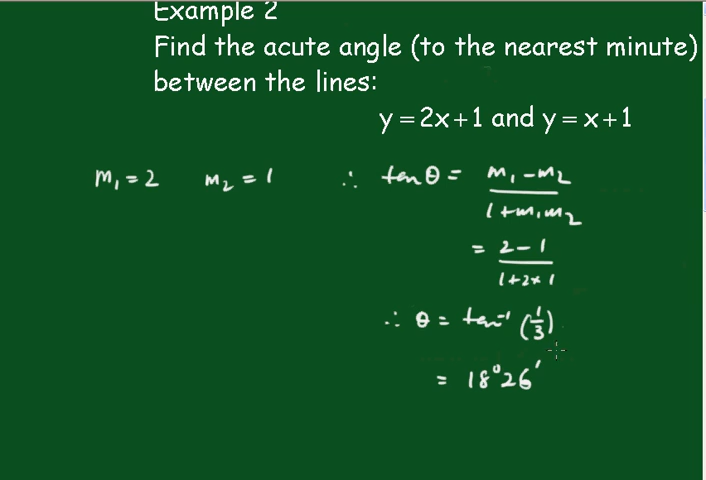 Example 2
Find the acute angle (to the nearest minute)
between the lines:
y = 2x + 1 and y = x + 1
m₁ = 2 m₂ = 1 ∴ tan θ = m₁ - m₂
1 + m₁m₂
= 2 - 1
1 + 2 × 1
∴ θ = tan⁻¹ (1/3)
= 18°26'